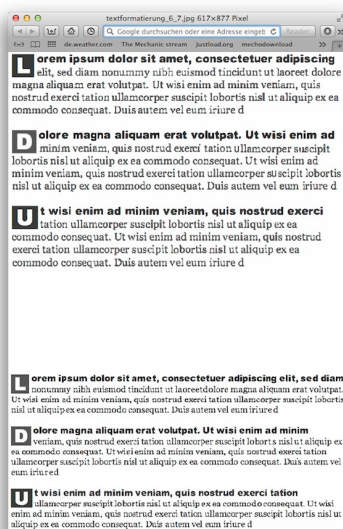 textformatierung_6_7.jpg 617×877 Pixel
Google durchsuchen oder eine Adresse eingeb
Reader
de.weather.com The Mechanic stream Justload.org mechodownload
Lorem ipsum dolor sit amet, consectetuer adipiscing
elit, sed diam nonummy nibh euismod tincidunt ut laoreet dolore
magna aliquam erat volutpat. Ut wisi enim ad minim veniam, quis
nostrud exerci tation ullamcorper suscipit lobortis nisl ut aliquip ex ea
commodo consequat. Duis autem vel eum iriure d
Dolore magna aliquam erat volutpat. Ut wisi enim ad
minim veniam, quis nostrud exerci tation ullamcorper suscipit
lobortis nisl ut aliquip ex ea commodo consequat. Ut wisi enim ad
minim veniam, quis nostrud exerci tation ullamcorper suscipit lobortis
nisl ut aliquip ex ea commodo consequat. Duis autem vel eum iriure d
Ut wisi enim ad minim veniam, quis nostrud exerci
tation ullamcorper suscipit lobortis nisl ut aliquip ex ea
commodo consequat. Ut wisi enim ad minim veniam, quis nostrud
exerci tation ullamcorper suscipit lobortis nisl ut aliquip ex ea
commodo consequat. Duis autem vel eum iriure d
Lorem ipsum dolor sit amet, consectetuer adipiscing elit, sed diam
nonummy nibh euismod tincidunt ut laoreet dolore magna aliquam erat volutpat.
Ut wisi enim ad minim veniam, quis nostrud exerci tation ullamcorper suscipit lobortis
nisl ut aliquip ex ea commodo consequat. Duis autem vel eum iriure d
Dolore magna aliquam erat volutpat. Ut wisi enim ad minim
veniam, quis nostrud exerci tation ullamcorper suscipit lobortis nisl ut aliquip ex
ea commodo consequat. Ut wisi enim ad minim veniam, quis nostrud exerci tation
ullamcorper suscipit lobortis nisl ut aliquip ex ea commodo consequat. Duis autem vel
eum iriure d
Ut wisi enim ad minim veniam, quis nostrud exerci tation
ullamcorper suscipit lobortis nisl ut aliquip ex ea commodo consequat. Ut wisi
enim ad minim veniam, quis nostrud exerci tation ullamcorper suscipit lobortis nisl ut
aliquip ex ea commodo consequat. Duis autem vel eum iriure d